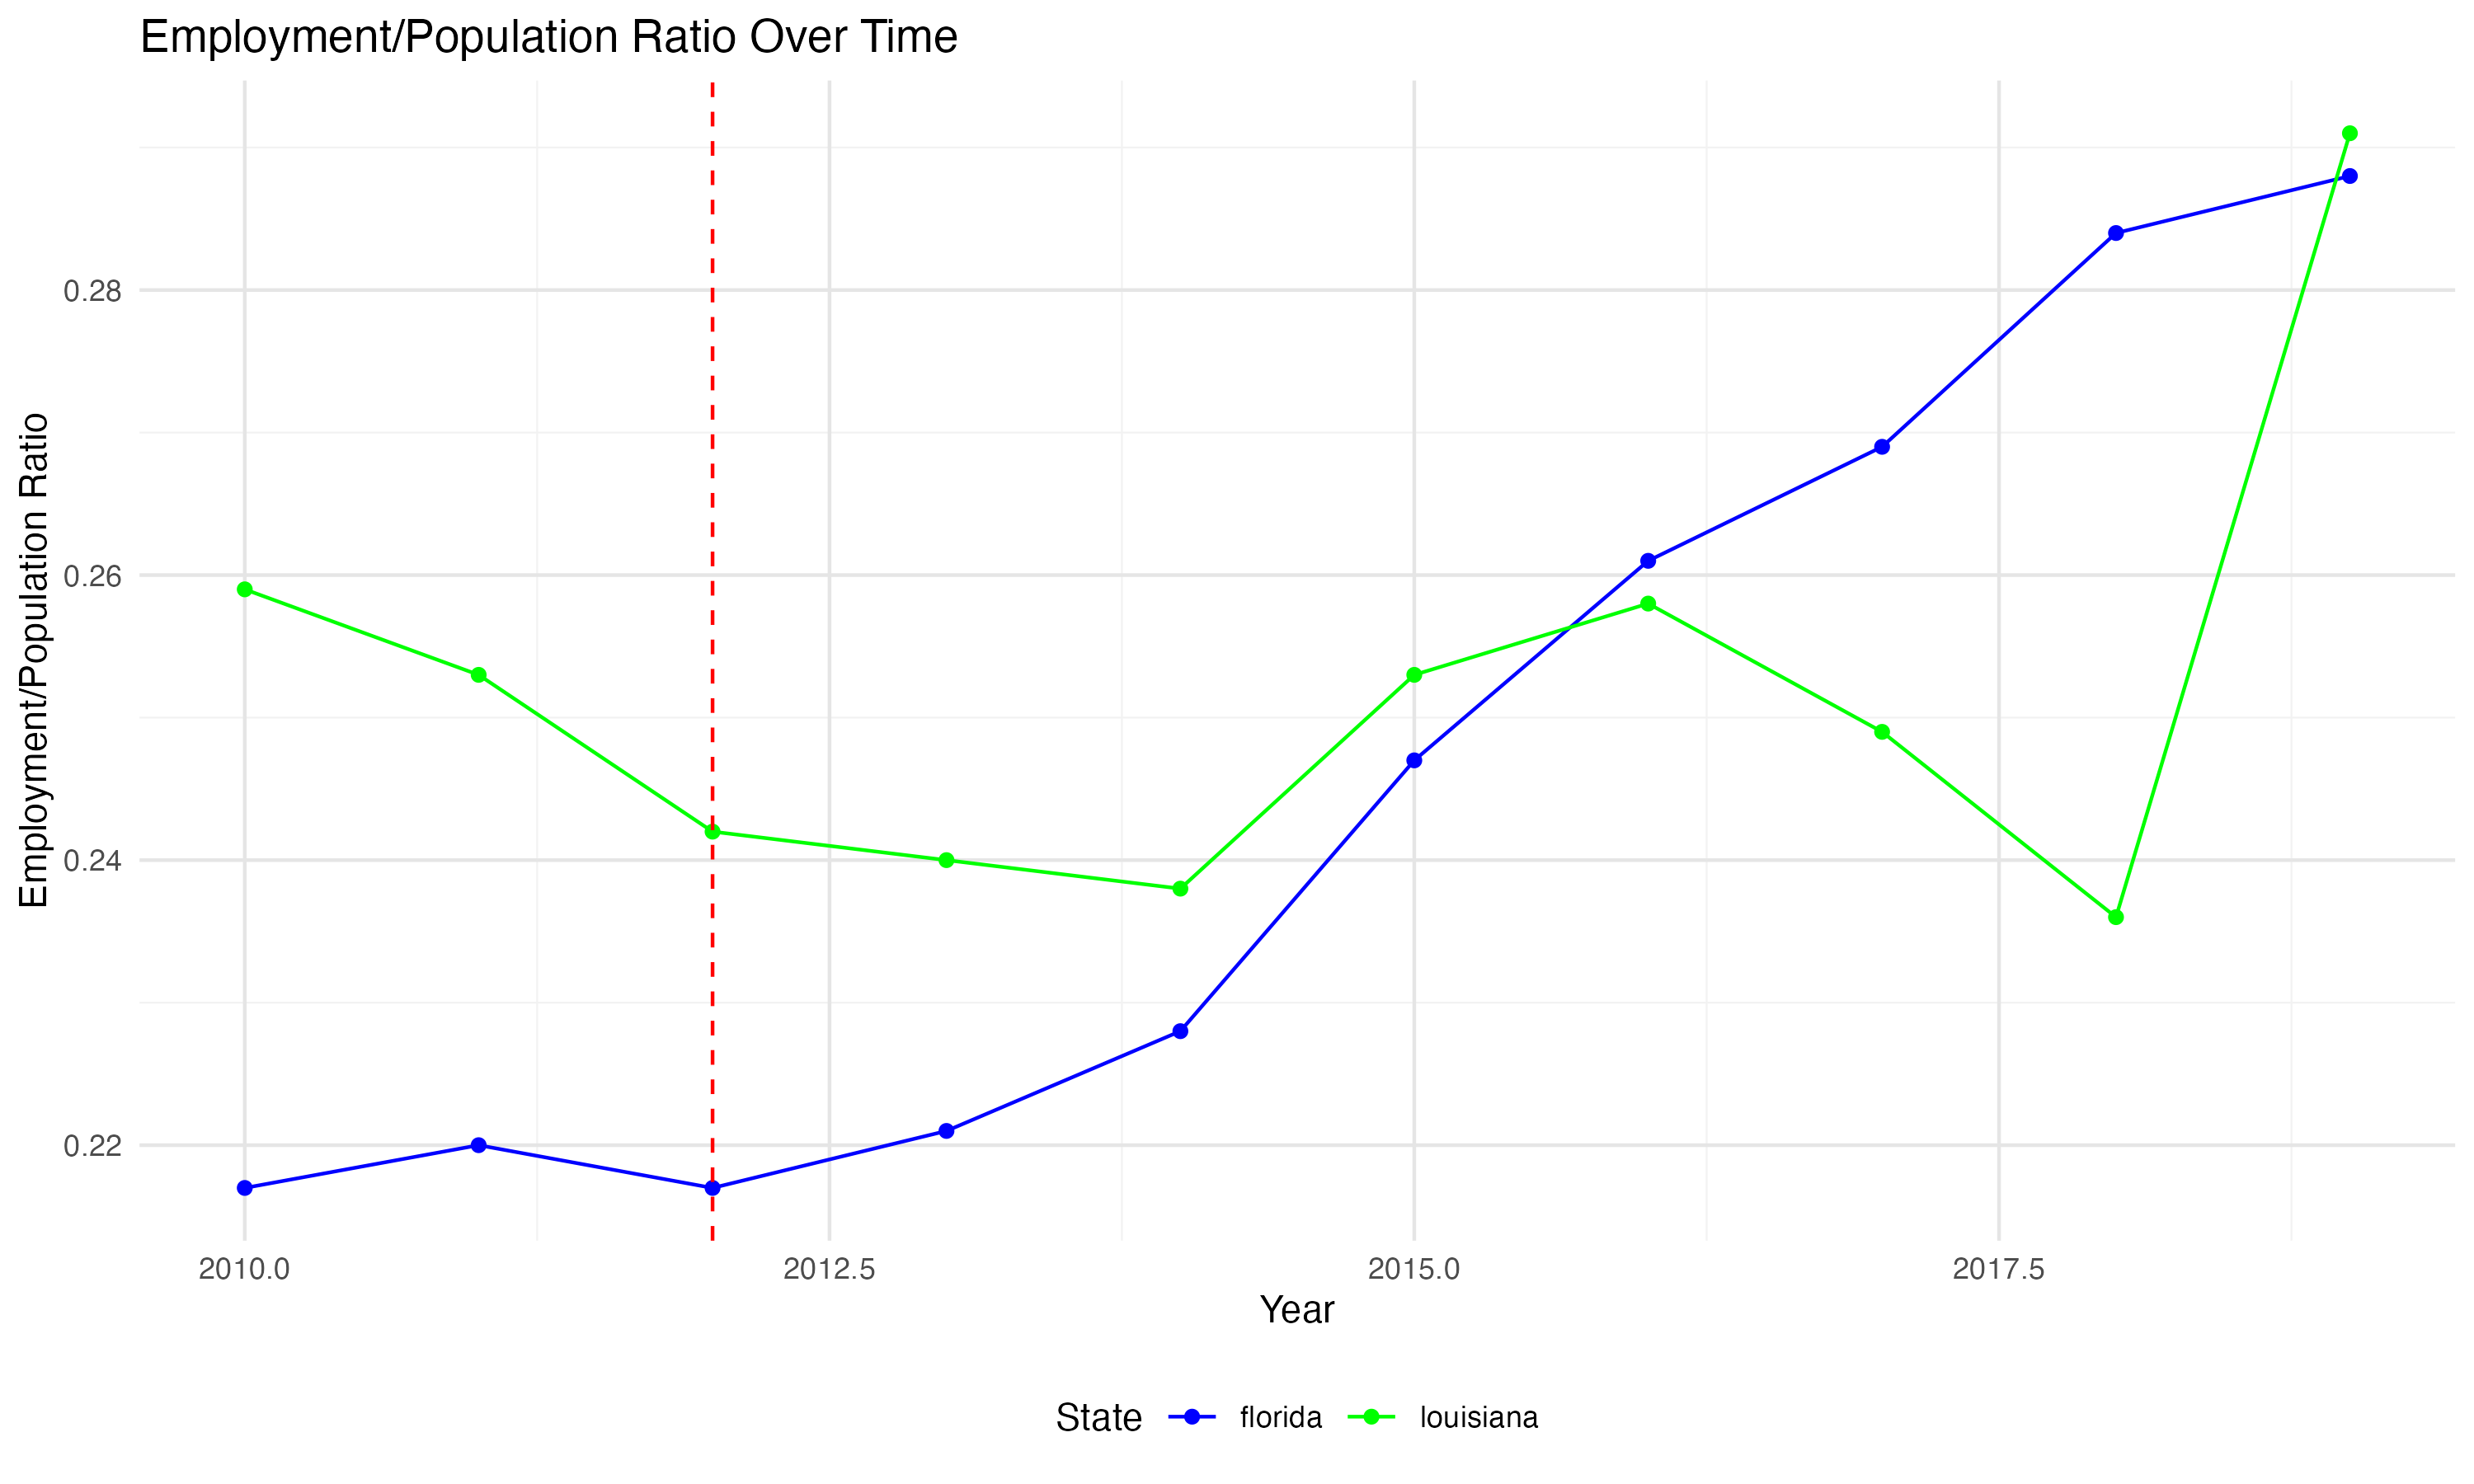 Employment/Population Ratio Over Time
Employment/Population Ratio
0.28
0.26
0.24
0.22
2010.0 2012.5 2015.0 2017.5
Year
State florida louisiana